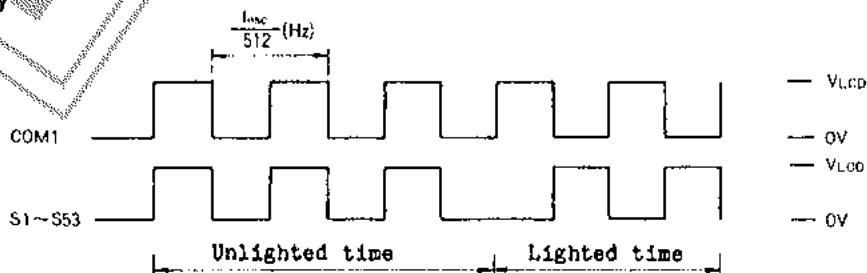 fosc
512 (Hz)
VLCD
COM1
0V
VLCD
S1~S53
0V
Unlighted time
Lighted time